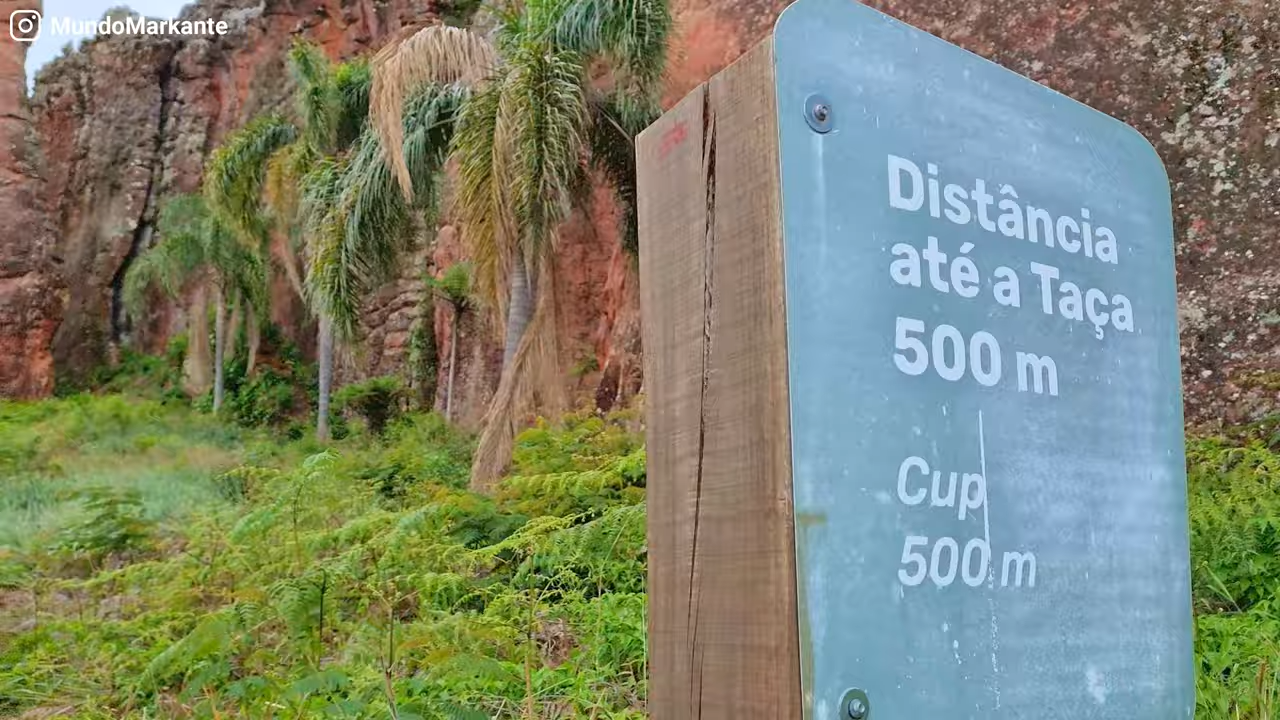 MundoMarkante
Distância
até a Taça
500 m
Cup
500 m